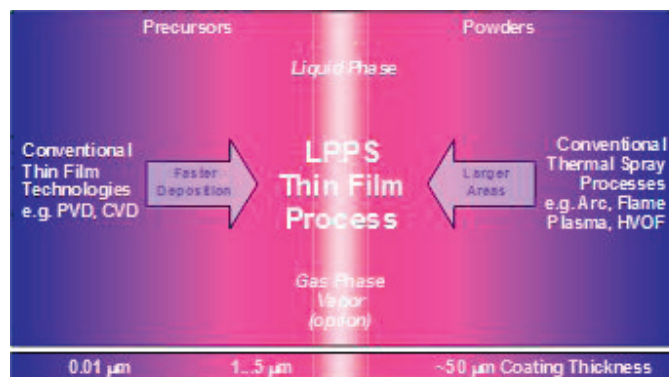 Precursors
Powders
Liquid Phase
LPPS
Thin Film
Process
Conventional
Thin Film
Technologies
e.g. PVD, CVD
Faster
Deposition
Larger
Areas
Conventional
Thermal Spray
Processes
e.g. Arc, Flame
Plasma, HVOF
Gas Phase
Vapor
(option)
0.01 µm
1...5 µm
~50 µm Coating Thickness